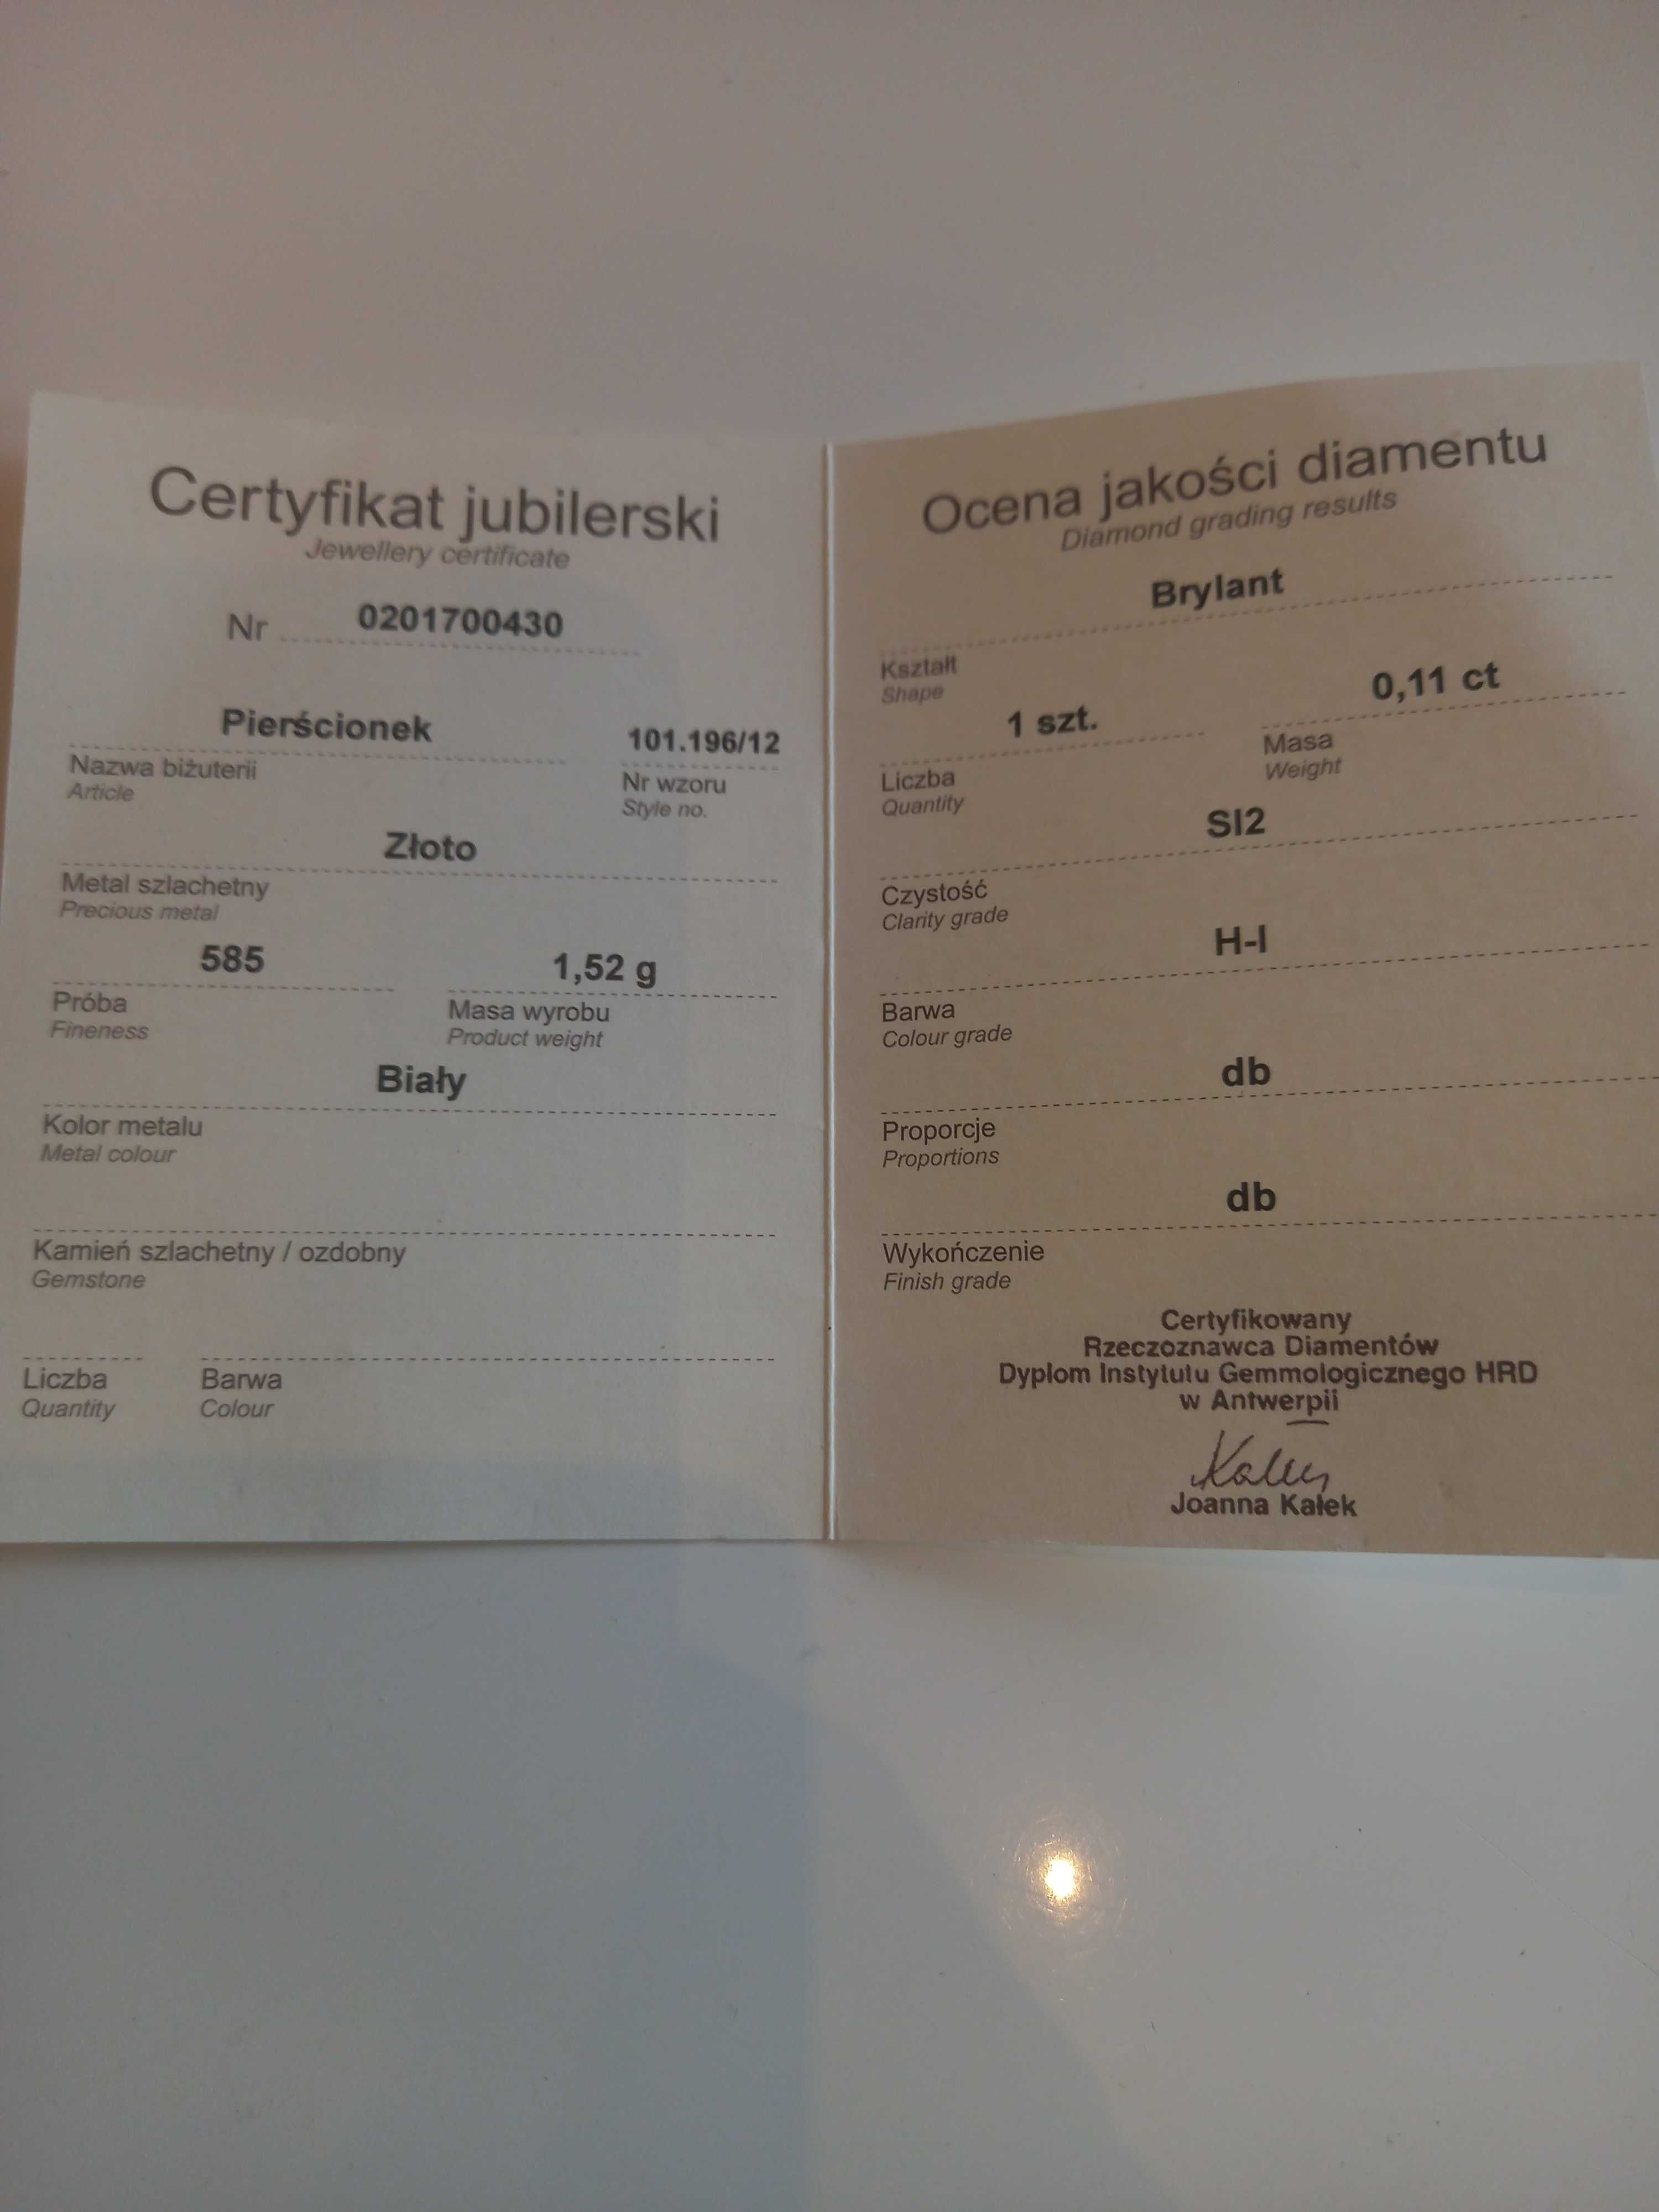 Certyfikat jubilerski
Jewellery certificate
Nr 0201700430
Pierścionek 101.196/12
Nazwa biżuterii Nr wzoru
Article Style no.
Złoto
Metal szlachetny
Precious metal
585 1,52 g
Próba Masa wyrobu
Fineness Product weight
Biały
Kolor metalu
Metal colour
Kamień szlachetny / ozdobny
Gemstone
Liczba Barwa
Quantity Colour
Ocena jakości diamentu
Diamond grading results
Brylant
Kształt
Shape
1 szt. 0,11 ct
Liczba Masa
Quantity Weight
SI2
Czystość
Clarity grade
H-I
Barwa
Colour grade
db
Proporcje
Proportions
db
Wykończenie
Finish grade
Certyfikowany
Rzeczoznawca Diamentów
Dyplom Instytutu Gemmologicznego HRD
w Antwerpii
Joanna Kałek